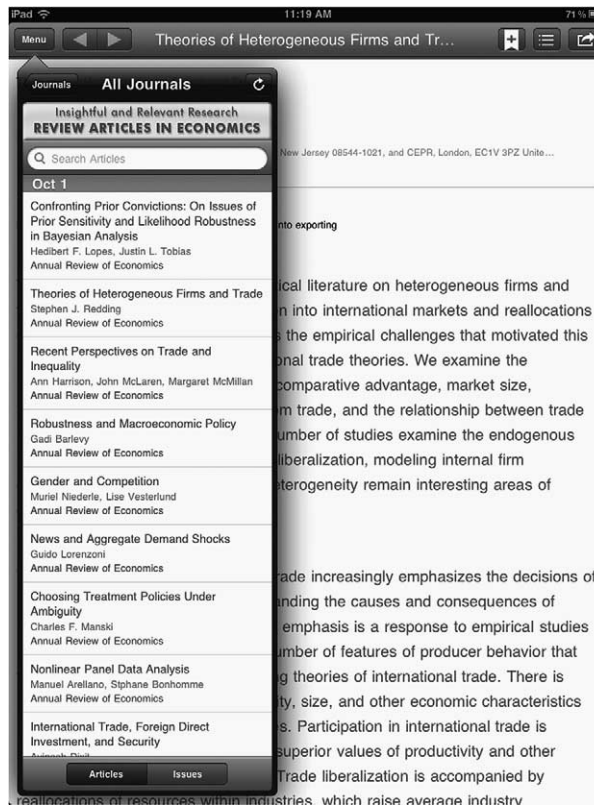 iPad 11:19 AM 71 %
Menu Theories of Heterogeneous Firms and Tr...
Journals All Journals
Insightful and Relevant Research
REVIEW ARTICLES IN ECONOMICS
Search Articles
Oct 1
Confronting Prior Convictions: On Issues of
Prior Sensitivity and Likelihood Robustness
in Bayesian Analysis
Hedibert F. Lopes, Justin L. Tobias
Annual Review of Economics
Theories of Heterogeneous Firms and Trade
Stephen J. Redding
Annual Review of Economics
Recent Perspectives on Trade and
Inequality
Ann Harrison, John McLaren, Margaret McMillan
Annual Review of Economics
Robustness and Macroeconomic Policy
Gadi Barlevy
Annual Review of Economics
Gender and Competition
Muriel Niederle, Lise Vesterlund
Annual Review of Economics
News and Aggregate Demand Shocks
Guido Lorenzoni
Annual Review of Economics
Choosing Treatment Policies Under
Ambiguity
Charles F. Manski
Annual Review of Economics
Nonlinear Panel Data Analysis
Manuel Arellano, Stphane Bonhomme
Annual Review of Economics
International Trade, Foreign Direct
Investment, and Security
Avinash Dixit
Articles Issues
New Jersey 08544-1021, and CEPR, London, EC1V 3PZ Unite...
nto exporting
ical literature on heterogeneous firms and
n into international markets and reallocations
the empirical challenges that motivated this
onal trade theories. We examine the
comparative advantage, market size,
m trade, and the relationship between trade
umber of studies examine the endogenous
liberalization, modeling internal firm
eterogeneity remain interesting areas of
rade increasingly emphasizes the decisions of
anding the causes and consequences of
emphasis is a response to empirical studies
umber of features of producer behavior that
g theories of international trade. There is
ity, size, and other economic characteristics
s. Participation in international trade is
superior values of productivity and other
Trade liberalization is accompanied by
reallocations of resources within industries, which raise average industry